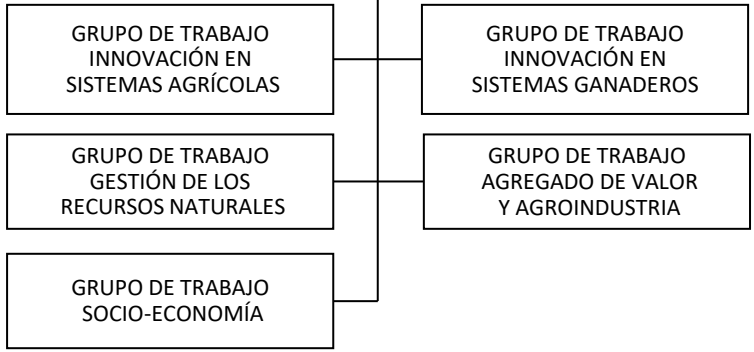 GRUPO DE TRABAJO
INNOVACIÓN EN
SISTEMAS AGRÍCOLAS
GRUPO DE TRABAJO
INNOVACIÓN EN
SISTEMAS GANADEROS
GRUPO DE TRABAJO
GESTIÓN DE LOS
RECURSOS NATURALES
GRUPO DE TRABAJO
AGREGADO DE VALOR
Y AGROINDUSTRIA
GRUPO DE TRABAJO
SOCIO-ECONOMÍA